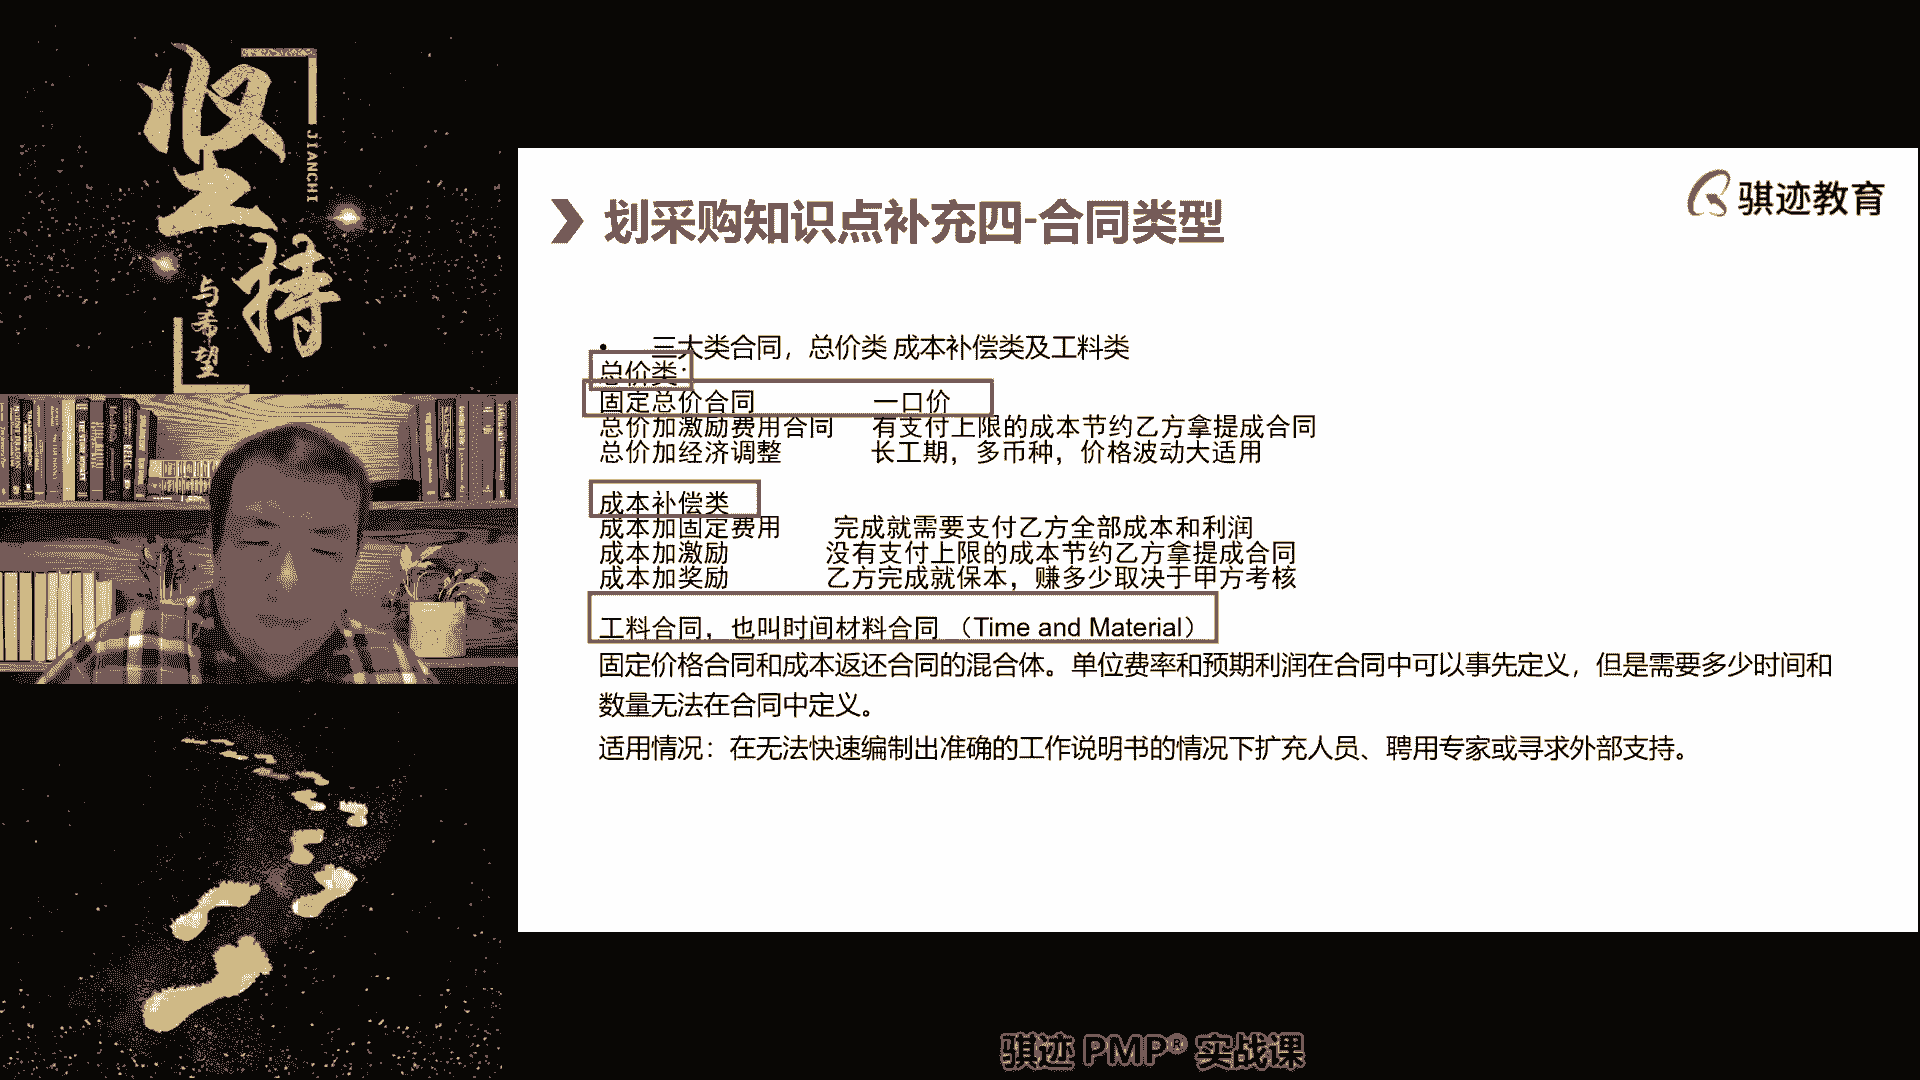 坚持
JIANCHI
与希望
骐迹教育
划采购知识点补充四-合同类型
• 三大类合同，总价类 成本补偿类及工料类
总价类：
固定总价合同 一口价
总价加激励费用合同 有支付上限的成本节约乙方拿提成合同
总价加经济调整 长工期，多币种，价格波动大适用
成本补偿类
成本加固定费用 完成就需要支付乙方全部成本和利润
成本加激励 没有支付上限的成本节约乙方拿提成合同
成本加奖励 乙方完成就保本，赚多少取决于甲方考核
工料合同，也叫时间材料合同 （Time and Material）
固定价格合同和成本返还合同的混合体。单位费率和预期利润在合同中可以事先定义，但是需要多少时间和
数量无法在合同中定义。
适用情况：在无法快速编制出准确的工作说明书的情况下扩充人员、聘用专家或寻求外部支持。
骐迹 PMP® 实战课